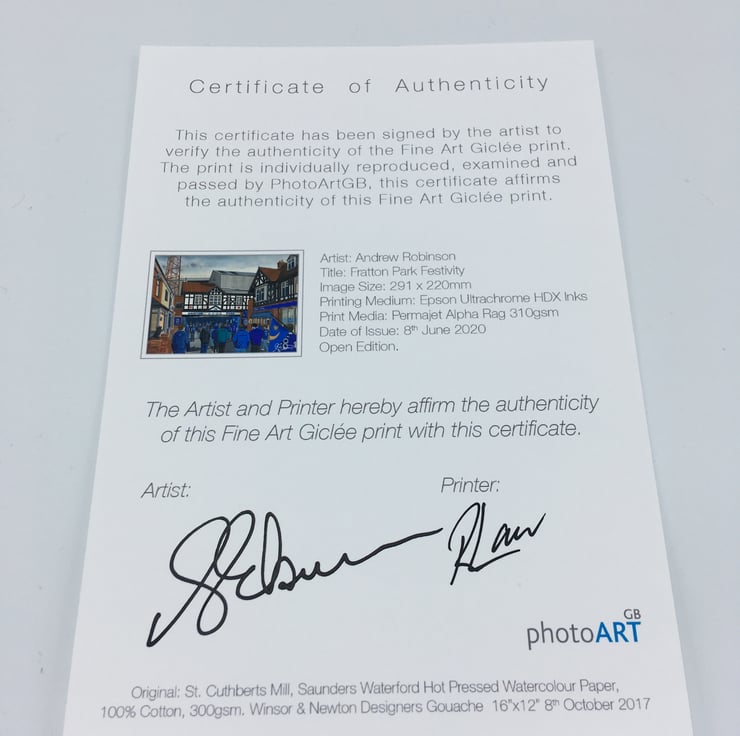 Certificate of Authenticity
This certificate has been signed by the artist to
verify the authenticity of the Fine Art Giclée print.
The print is individually reproduced, examined and
passed by PhotoArtGB, this certificate affirms
the authenticity of this Fine Art Giclée print.
Artist: Andrew Robinson
Title: Fratton Park Festivity
Image Size: 291 x 220mm
Printing Medium: Epson Ultrachrome HDX Inks
Print Media: Permajet Alpha Rag 310gsm
Date of Issue: 8th June 2020
Open Edition.
The Artist and Printer hereby affirm the authenticity
of this Fine Art Giclée print with this certificate.
Artist:
Printer:
photoART GB
Original: St. Cuthberts Mill, Saunders Waterford Hot Pressed Watercolour Paper,
100% Cotton, 300gsm. Winsor & Newton Designers Gouache 16"x12" 8th October 2017